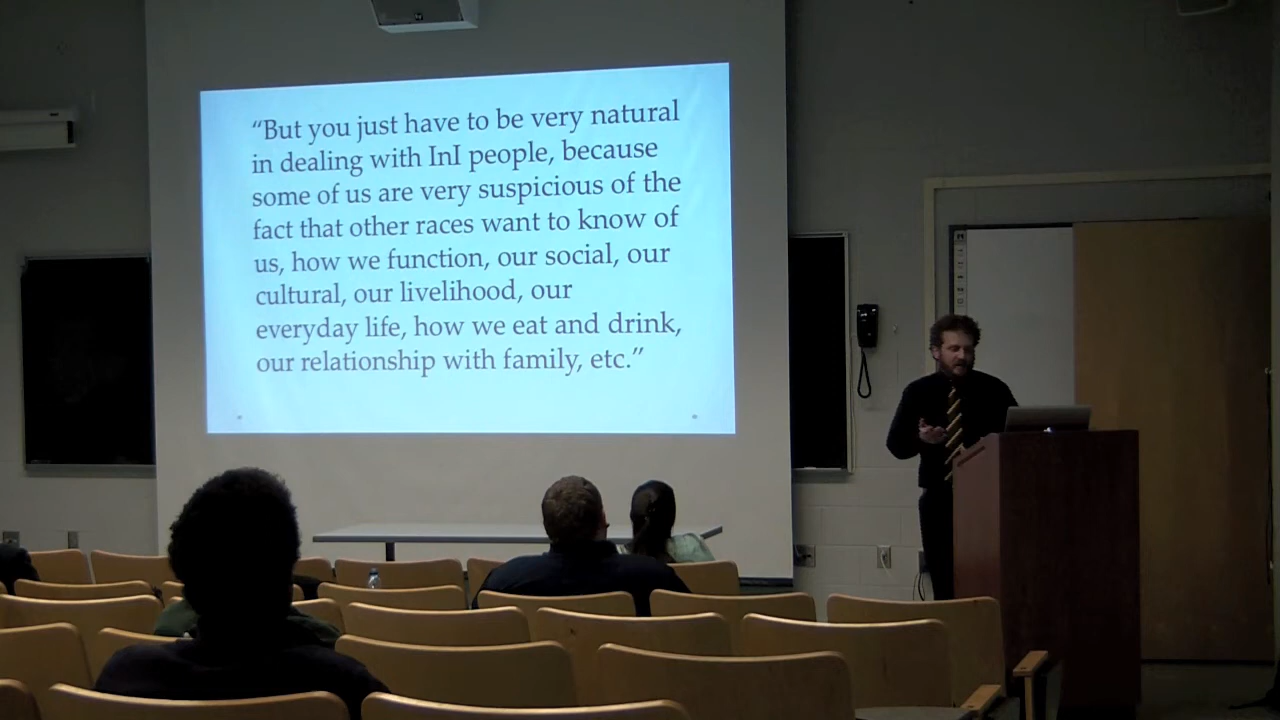 “But you just have to be very natural
in dealing with InI people, because
some of us are very suspicious of the
fact that other races want to know of
us, how we function, our social, our
cultural, our livelihood, our
everyday life, how we eat and drink,
our relationship with family, etc.”